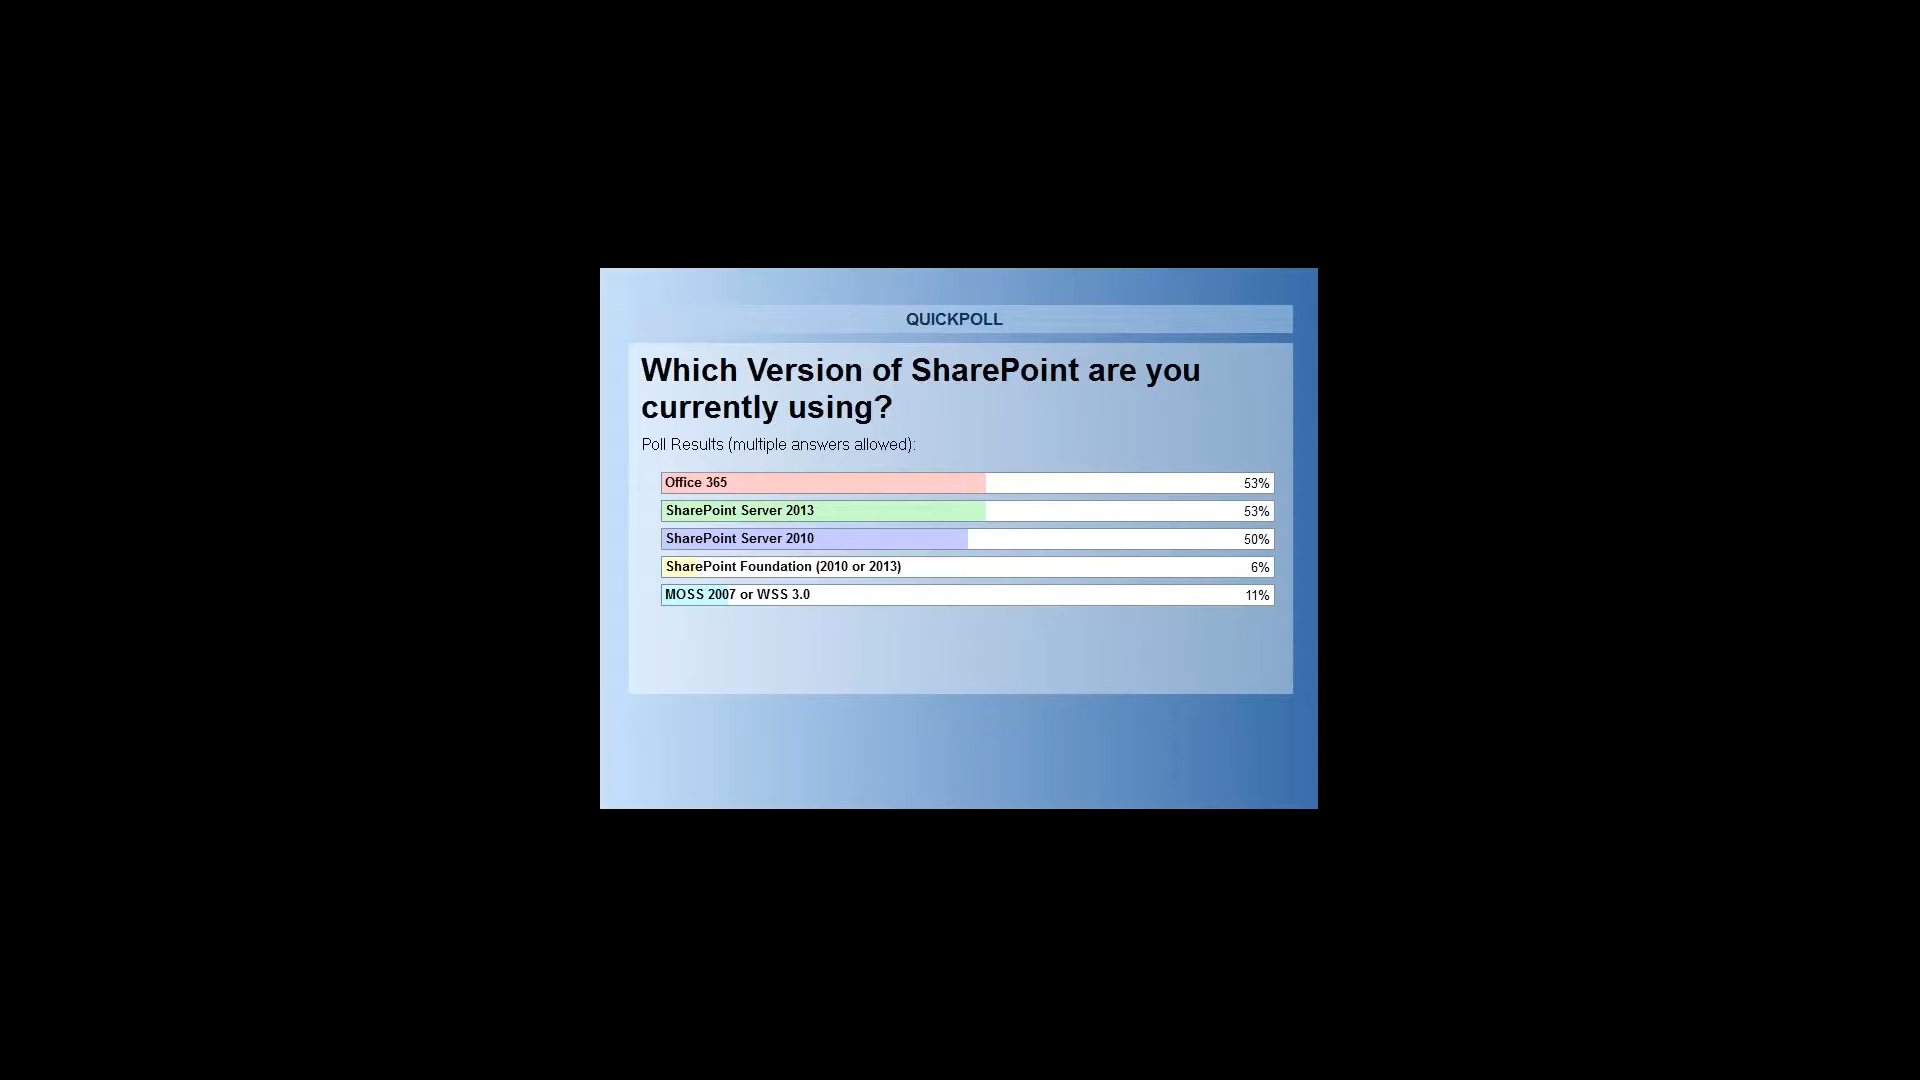 QUICKPOLL
Which Version of SharePoint are you
currently using?
Poll Results (multiple answers allowed):
Office 365 53%
SharePoint Server 2013 53%
SharePoint Server 2010 50%
SharePoint Foundation (2010 or 2013) 6%
MOSS 2007 or WSS 3.0 11%